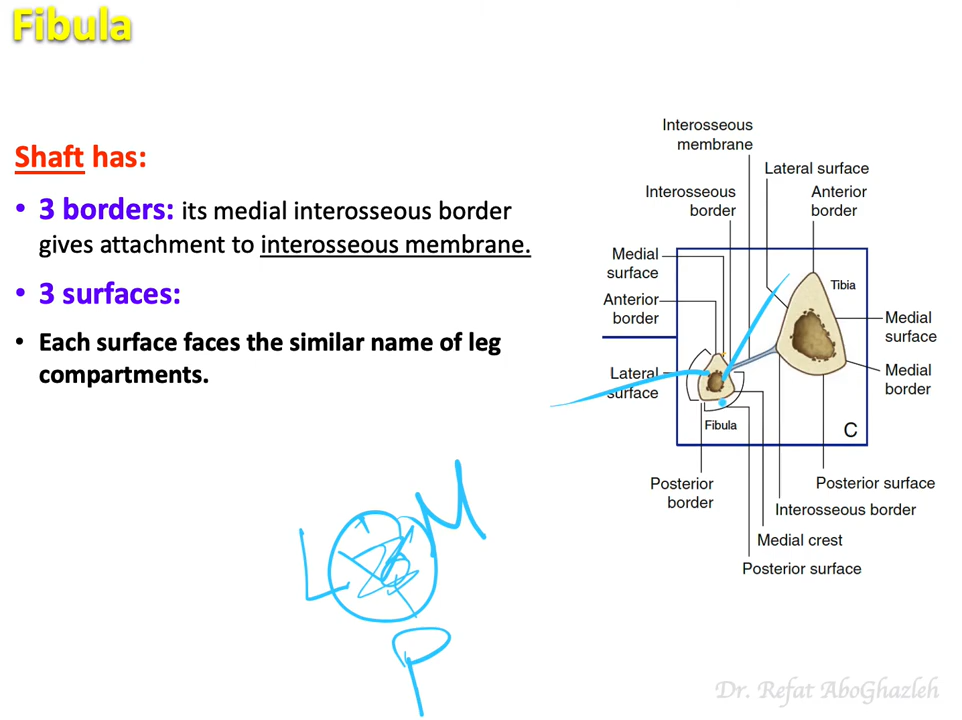 Fibula
Shaft has:
• 3 borders: its medial interosseous border
gives attachment to interosseous membrane.
• 3 surfaces:
• Each surface faces the similar name of leg
compartments.
Interosseous
membrane
Lateral surface
Interosseous
border
Anterior
border
Medial
surface
Tibia
Anterior
border
Medial
surface
Lateral
surface
Medial
border
Fibula
C
Posterior
border
Posterior surface
Interosseous border
Medial crest
Posterior surface
M
L
P
Dr. Refat AboGhazleh